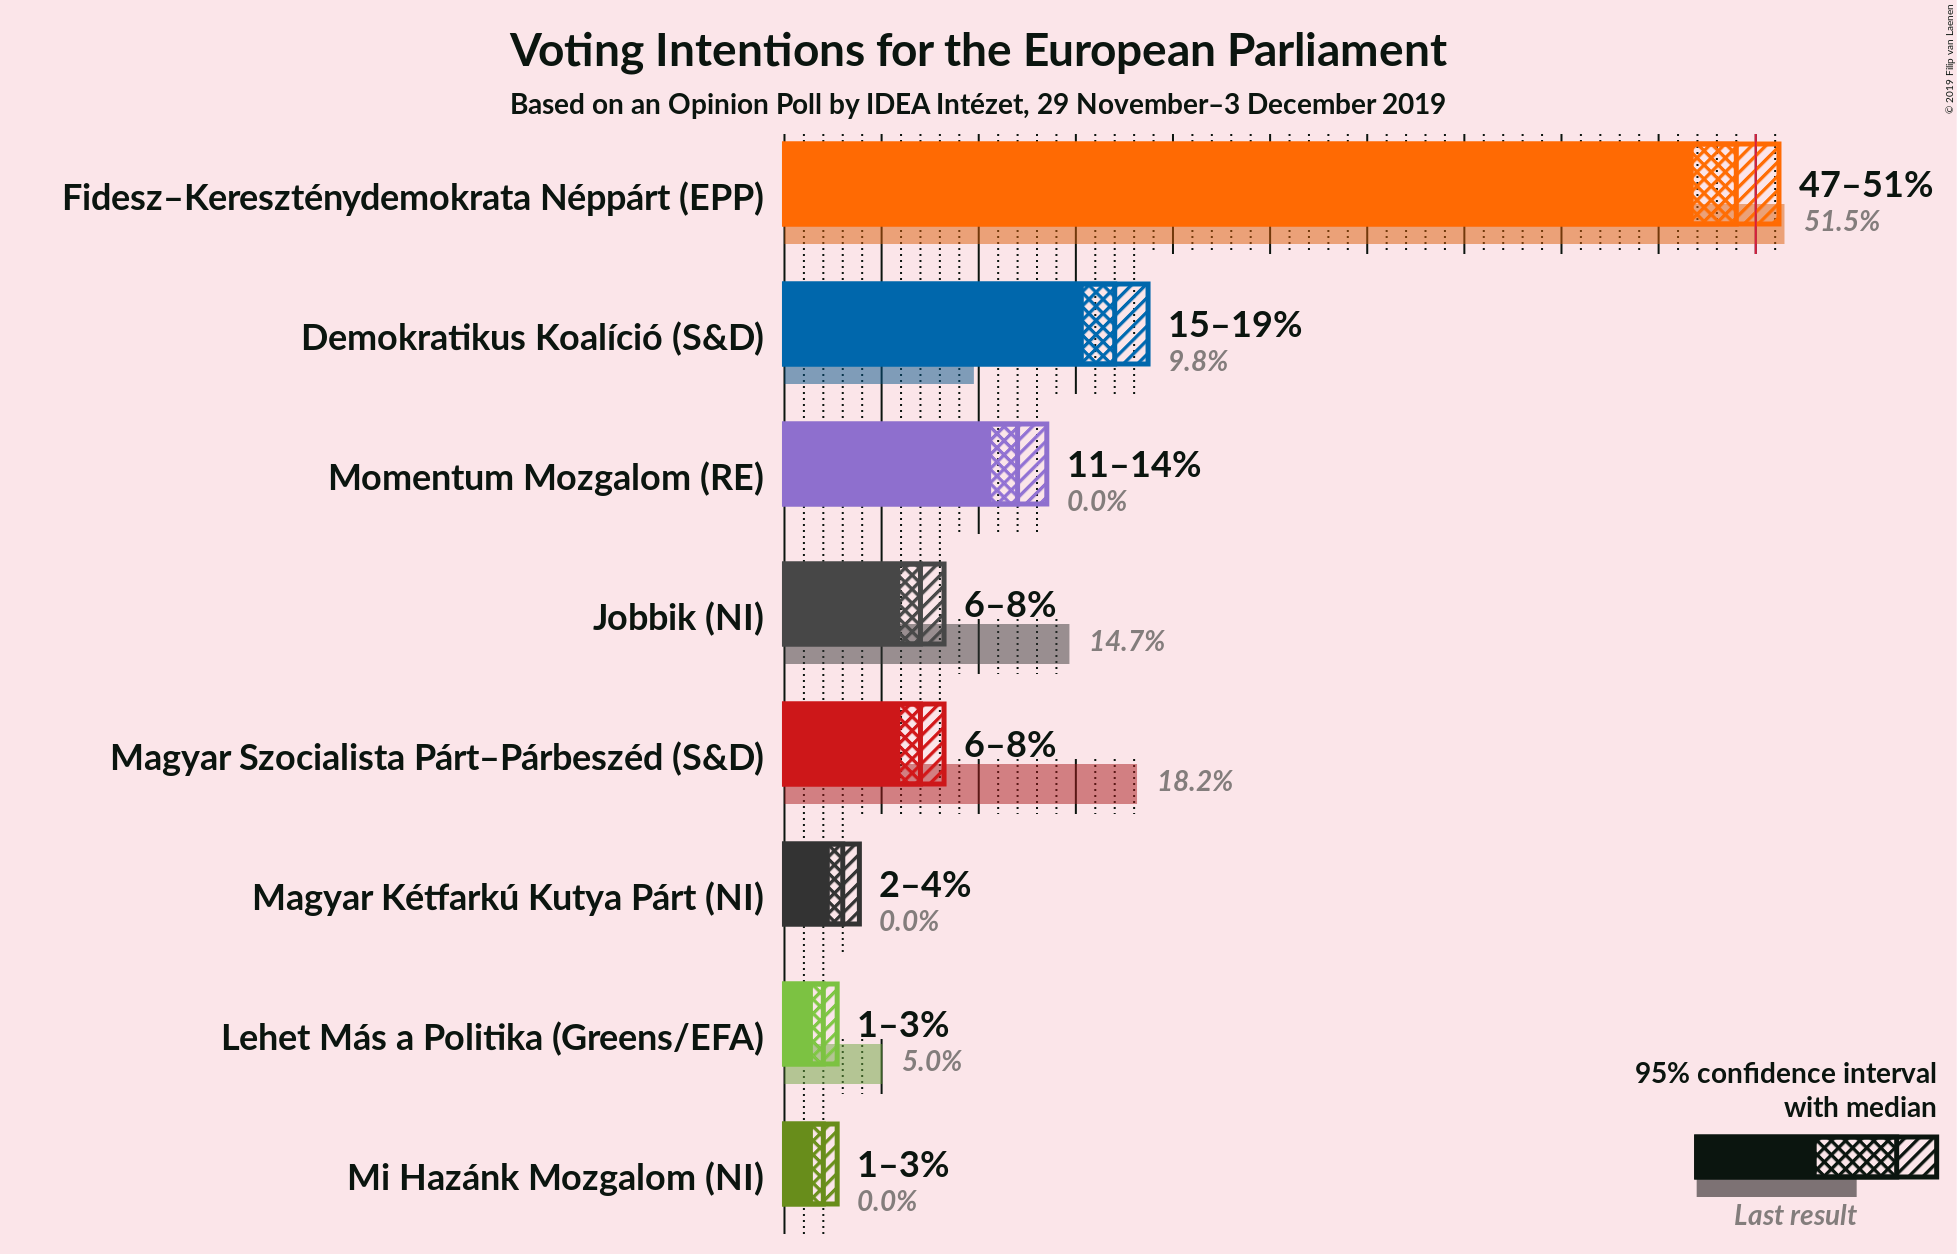 Voting Intentions for the European Parliament
Based on an Opinion Poll by IDEA Intézet, 29 November–3 December 2019
© 2019 Filip van Laenen
Fidesz–Kereszténydemokrata Néppárt (EPP)
47–51%
51.5%
Demokratikus Koalíció (S&D)
15–19%
9.8%
Momentum Mozgalom (RE)
11–14%
0.0%
Jobbik (NI)
6–8%
14.7%
Magyar Szocialista Párt–Párbeszéd (S&D)
6–8%
18.2%
Magyar Kétfarkú Kutya Párt (NI)
2–4%
0.0%
Lehet Más a Politika (Greens/EFA)
1–3%
5.0%
Mi Hazánk Mozgalom (NI)
1–3%
0.0%
95% confidence interval
with median
Last result